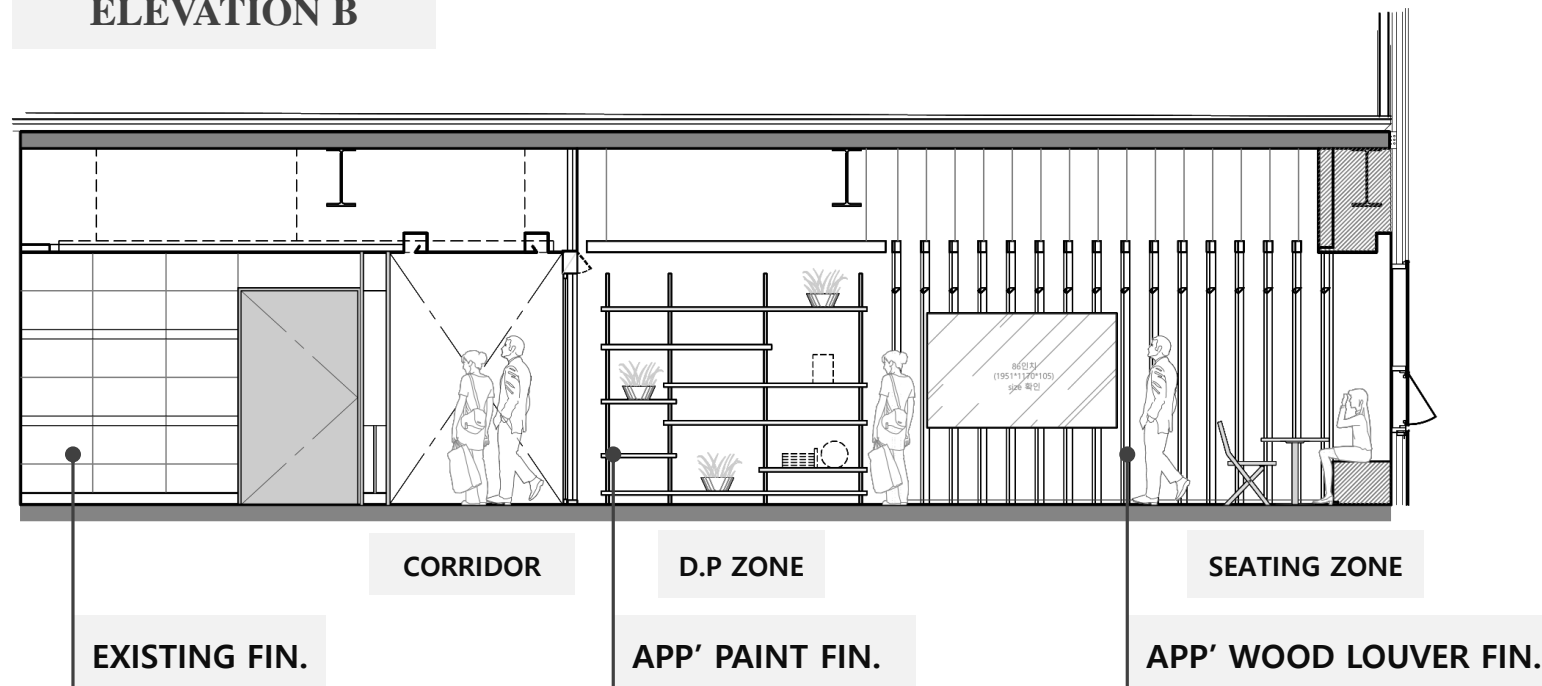 ELEVATION B
86인치
(1951*1170*105)
size 확인
CORRIDOR
D.P ZONE
SEATING ZONE
EXISTING FIN.
APP’ PAINT FIN.
APP’ WOOD LOUVER FIN.